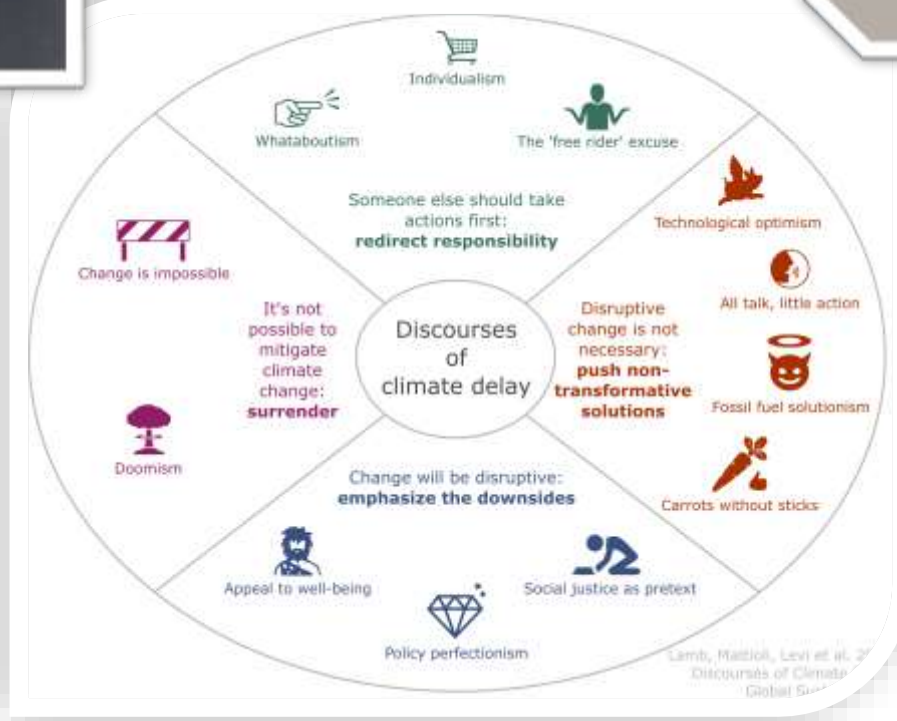 Individualism
Whataboutism
The 'free rider' excuse
Someone else should take
actions first:
redirect responsibility
Technological optimism
All talk, little action
Fossil fuel solutionism
Carrots without sticks
Disruptive
change is not
necessary:
push non-
transformative
solutions
Discourses
of
climate delay
Change is impossible
It's not
possible to
mitigate
climate
change:
surrender
Doomism
Change will be disruptive:
emphasize the downsides
Appeal to well-being
Social justice as pretext
Policy perfectionism
Lamb, Mattioli, Levi et al.
Discourses of Climate
Global